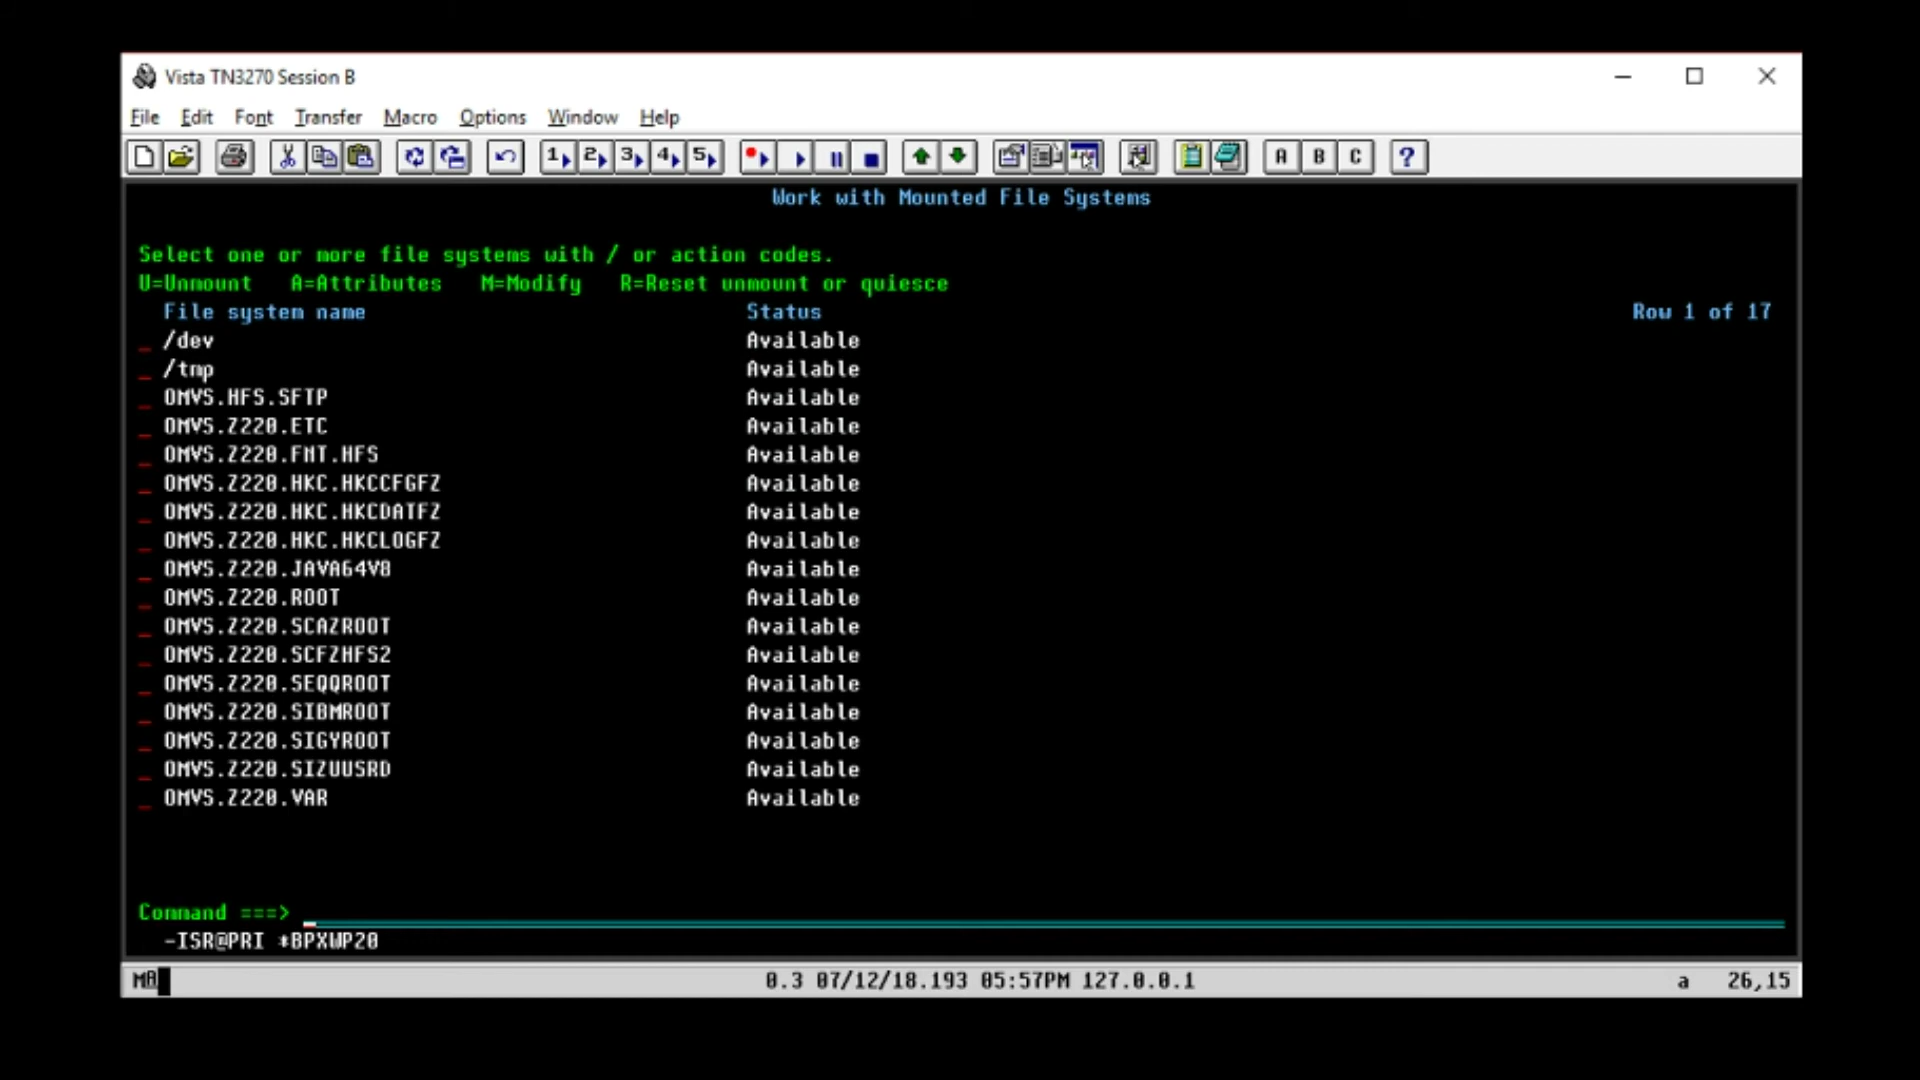 Vista TN3270 Session B
File Edit Font Transfer Macro Options Window Help
1 2 3 4 5 A B C ?
Work with Mounted File Systems
Select one or more file systems with / or action codes.
U=Unmount A=Attributes M=Modify R=Reset unmount or quiesce
File system name Status Row 1 of 17
_ /dev Available
_ /tmp Available
_ OMVS.HFS.SFTP Available
_ OMVS.Z220.ETC Available
_ OMVS.Z220.FMT.HFS Available
_ OMVS.Z220.HKC.HKCCFGFZ Available
_ OMVS.Z220.HKC.HKCDATFZ Available
_ OMVS.Z220.HKC.HKCLOGFZ Available
_ OMVS.Z220.JAVA64V8 Available
_ OMVS.Z220.ROOT Available
_ OMVS.Z220.SCAZROOT Available
_ OMVS.Z220.SCFZHFS2 Available
_ OMVS.Z220.SEQQROOT Available
_ OMVS.Z220.SIBMROOT Available
_ OMVS.Z220.SIGYROOT Available
_ OMVS.Z220.SIZUUSRD Available
_ OMVS.Z220.VAR Available
Command ===>
-ISR@PRI *BPXWP20
MA 0.3 07/12/18.193 05:57PM 127.0.0.1 a 26,15